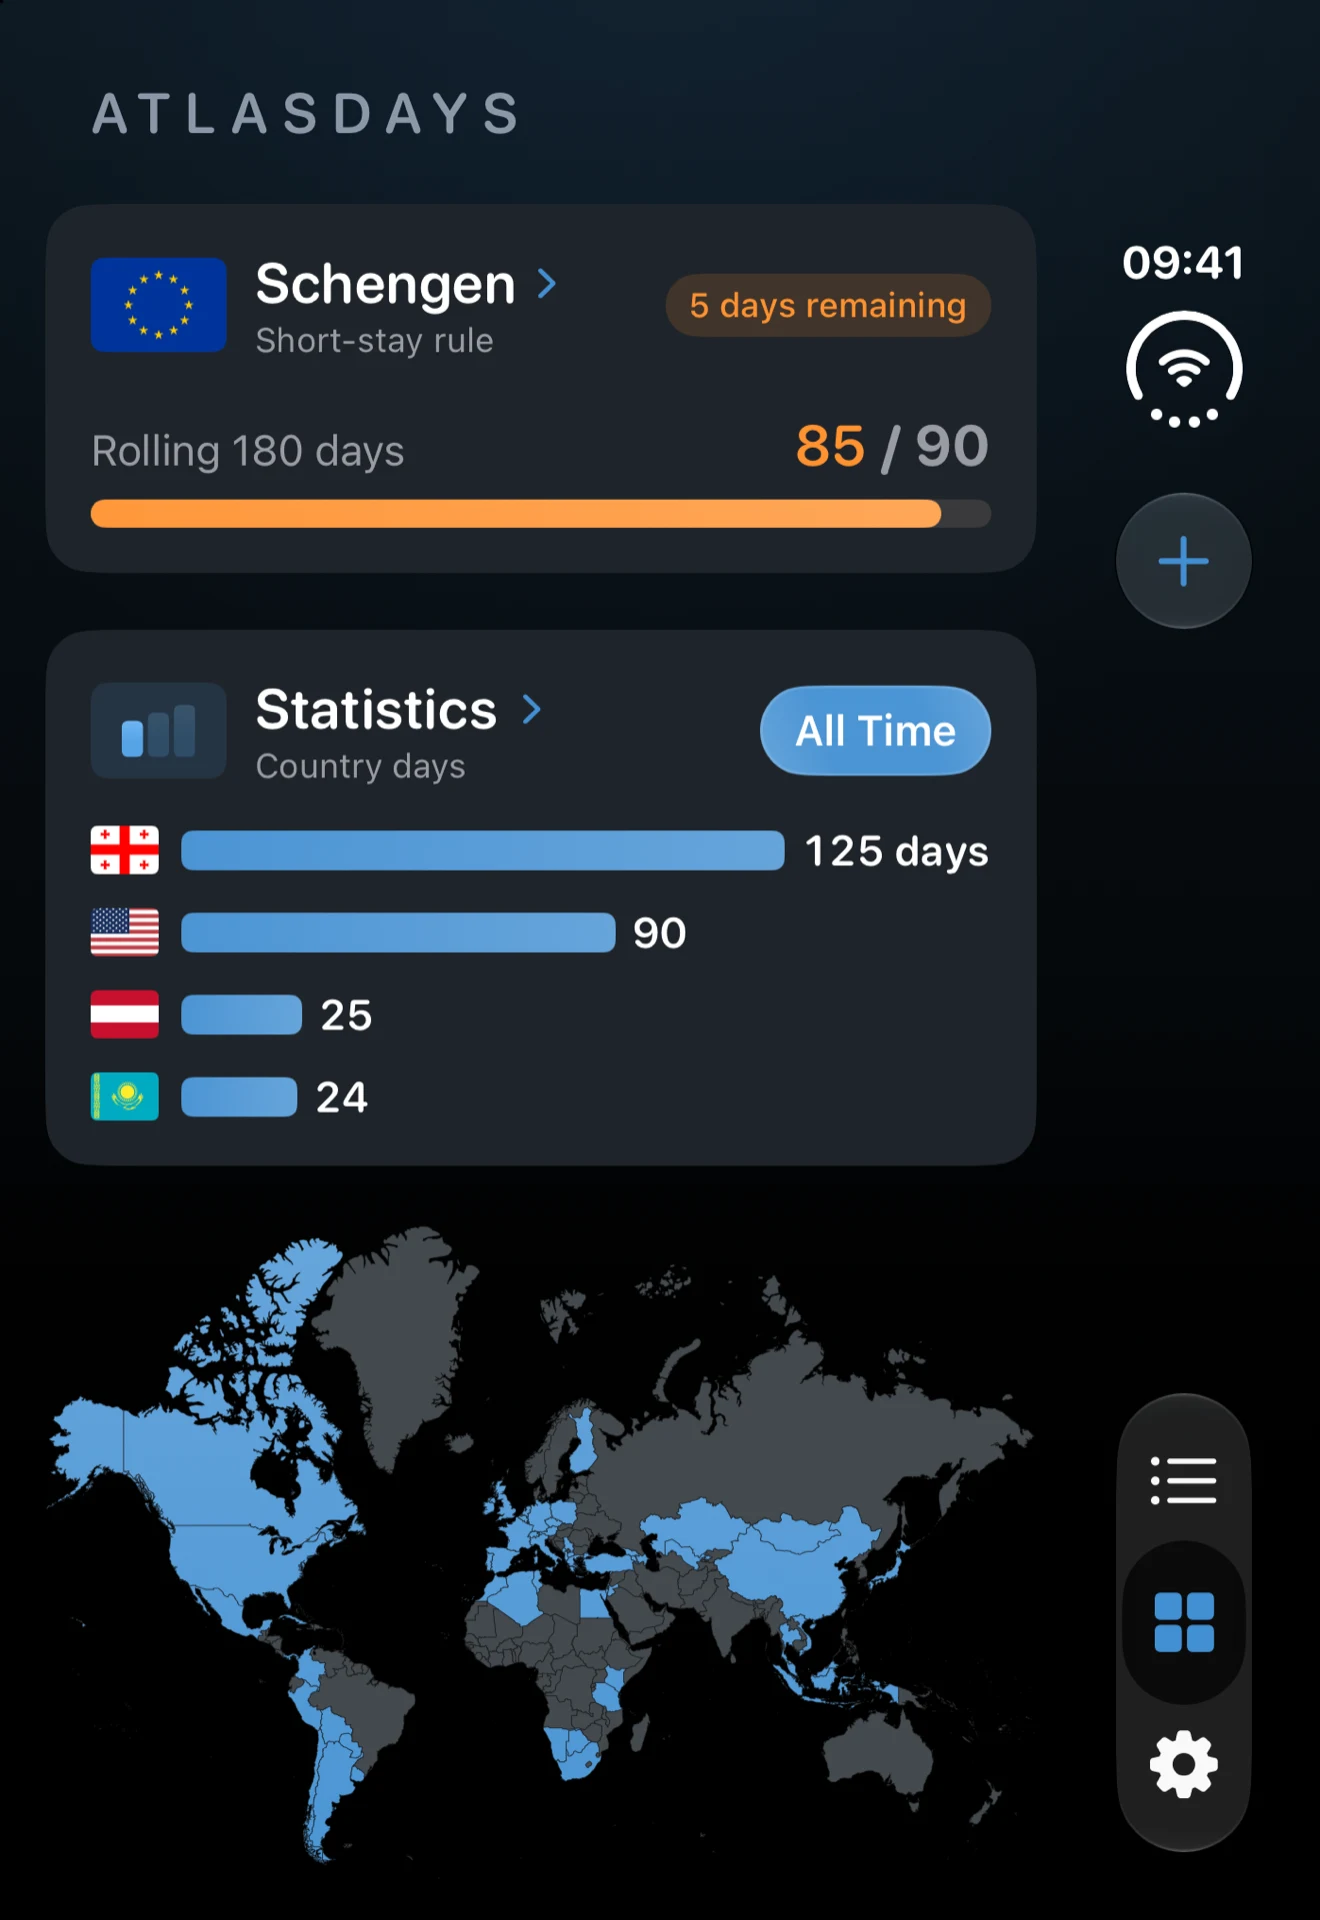 ATLASDAYS
Schengen
Short-stay rule
5 days remaining
Rolling 180 days
85 / 90
09:41
Statistics
Country days
All Time
125 days
90
25
24